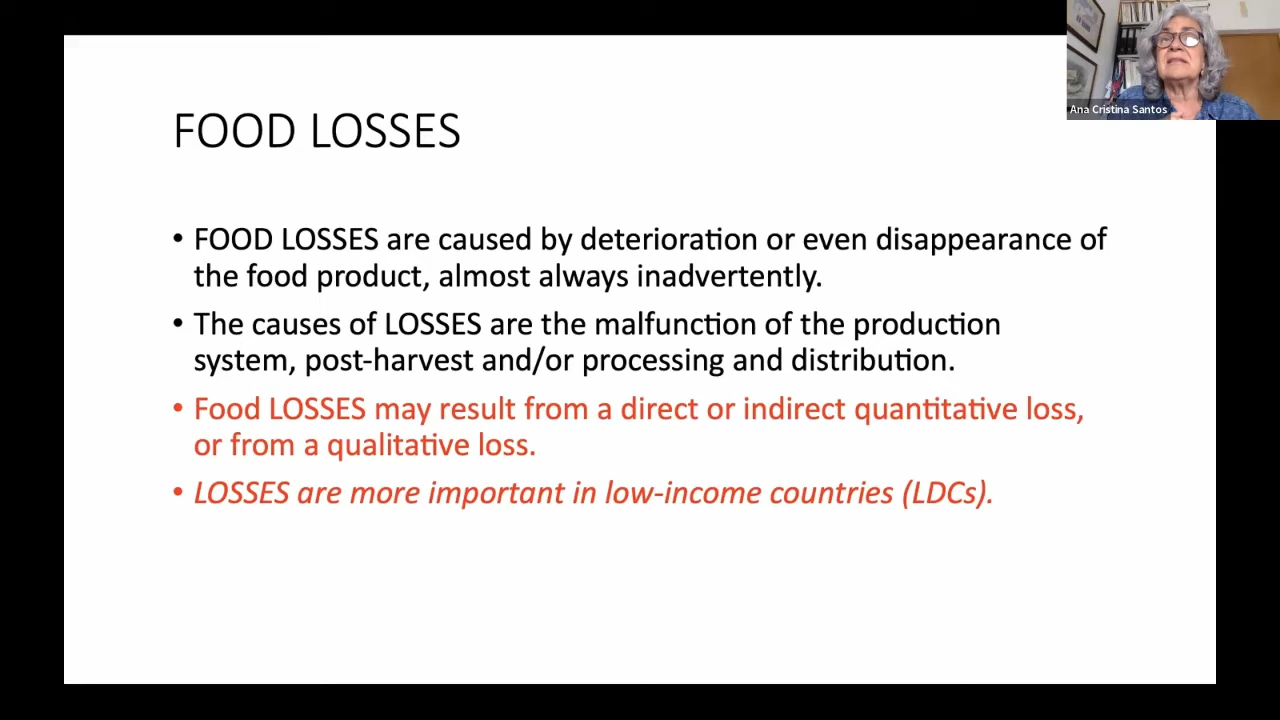 Ana Cristina Santos
FOOD LOSSES
• FOOD LOSSES are caused by deterioration or even disappearance of
the food product, almost always inadvertently.
• The causes of LOSSES are the malfunction of the production
system, post-harvest and/or processing and distribution.
• Food LOSSES may result from a direct or indirect quantitative loss,
or from a qualitative loss.
• LOSSES are more important in low-income countries (LDCs).